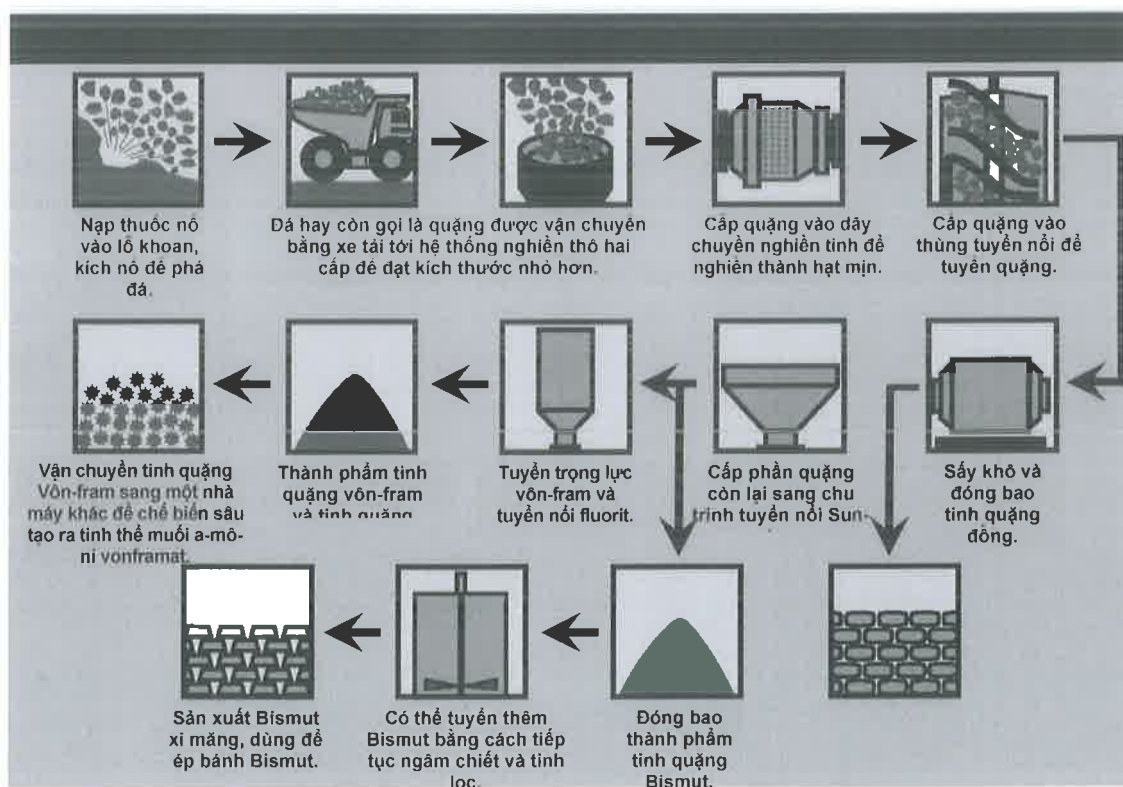 Nạp thuốc nổ
vào lỗ khoan,
kích nổ để phá
đá.
Đá hay còn gọi là quặng được vận chuyển
bằng xe tải tới hệ thống nghiền thô hai
cấp để đạt kích thước nhỏ hơn.
Cấp quặng vào dây
chuyền nghiền tinh để
nghiền thành hạt mịn.
Cấp quặng vào
thùng tuyển nổi để
tuyển quặng.
Vận chuyển tinh quặng
Vôn-fram sang một nhà
máy khác để chế biến sâu
tạo ra tinh thể muối a-mô-
ni vonframat.
Thành phẩm tinh
quặng vôn-fram
và tinh quặng
Tuyển trọng lực
vôn-fram và
tuyển nổi fluorit.
Cấp phần quặng
còn lại sang chu
trình tuyển nổi Sun-
Sấy khô và
đóng bao
tinh quặng
đồng.
Sản xuất Bismut
xi măng, dùng để
ép bánh Bismut.
Có thể tuyển thêm
Bismut bằng cách tiếp
tục ngâm chiết và tinh
lọc.
Đóng bao
thành phẩm
tinh quặng
Bismut.